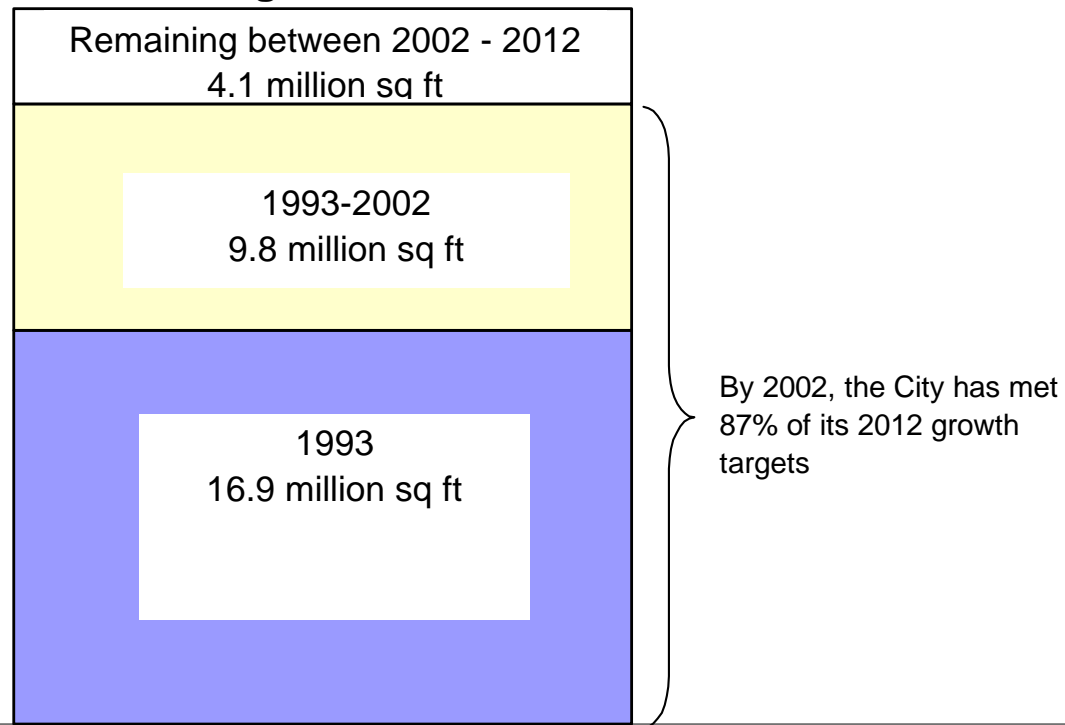 Remaining between 2002 - 2012
4.1 million sq ft
1993-2002
9.8 million sq ft
1993
16.9 million sq ft
By 2002, the City has met
87% of its 2012 growth
targets